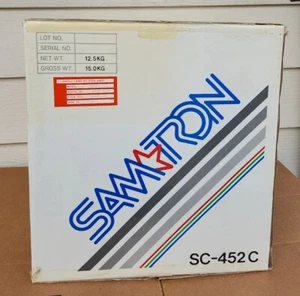 LOT NO.
SERIAL NO.
NET WT. 12.5KG
GROSS WT. 15.0KG
SAMTRON
SC-452C